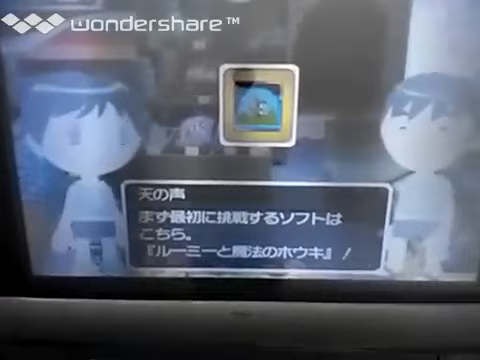 wondershare™
天の声
まず最初に挑戦するソフトは
こちら。
『ルーミーと魔法のホウキ』！